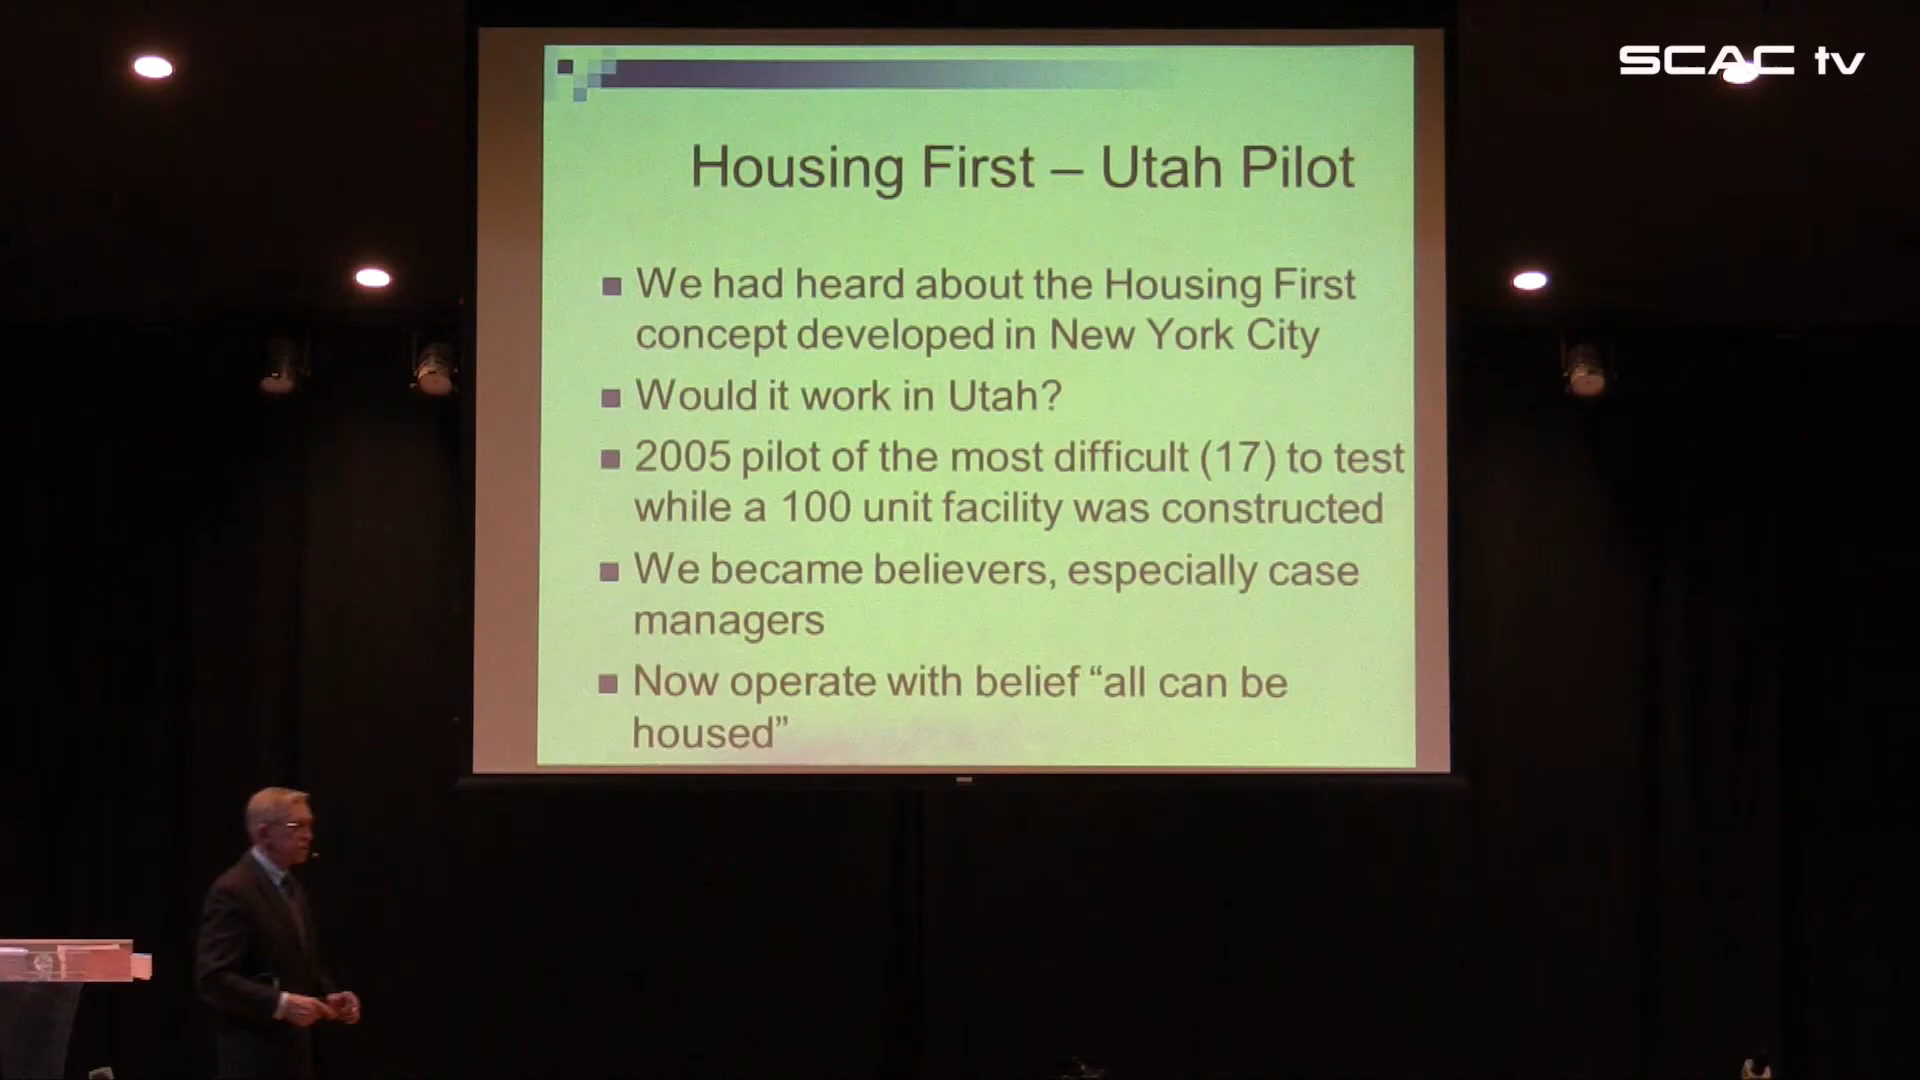 SCAC tv
Housing First – Utah Pilot
We had heard about the Housing First
concept developed in New York City
Would it work in Utah?
2005 pilot of the most difficult (17) to test
while a 100 unit facility was constructed
We became believers, especially case
managers
Now operate with belief “all can be
housed”